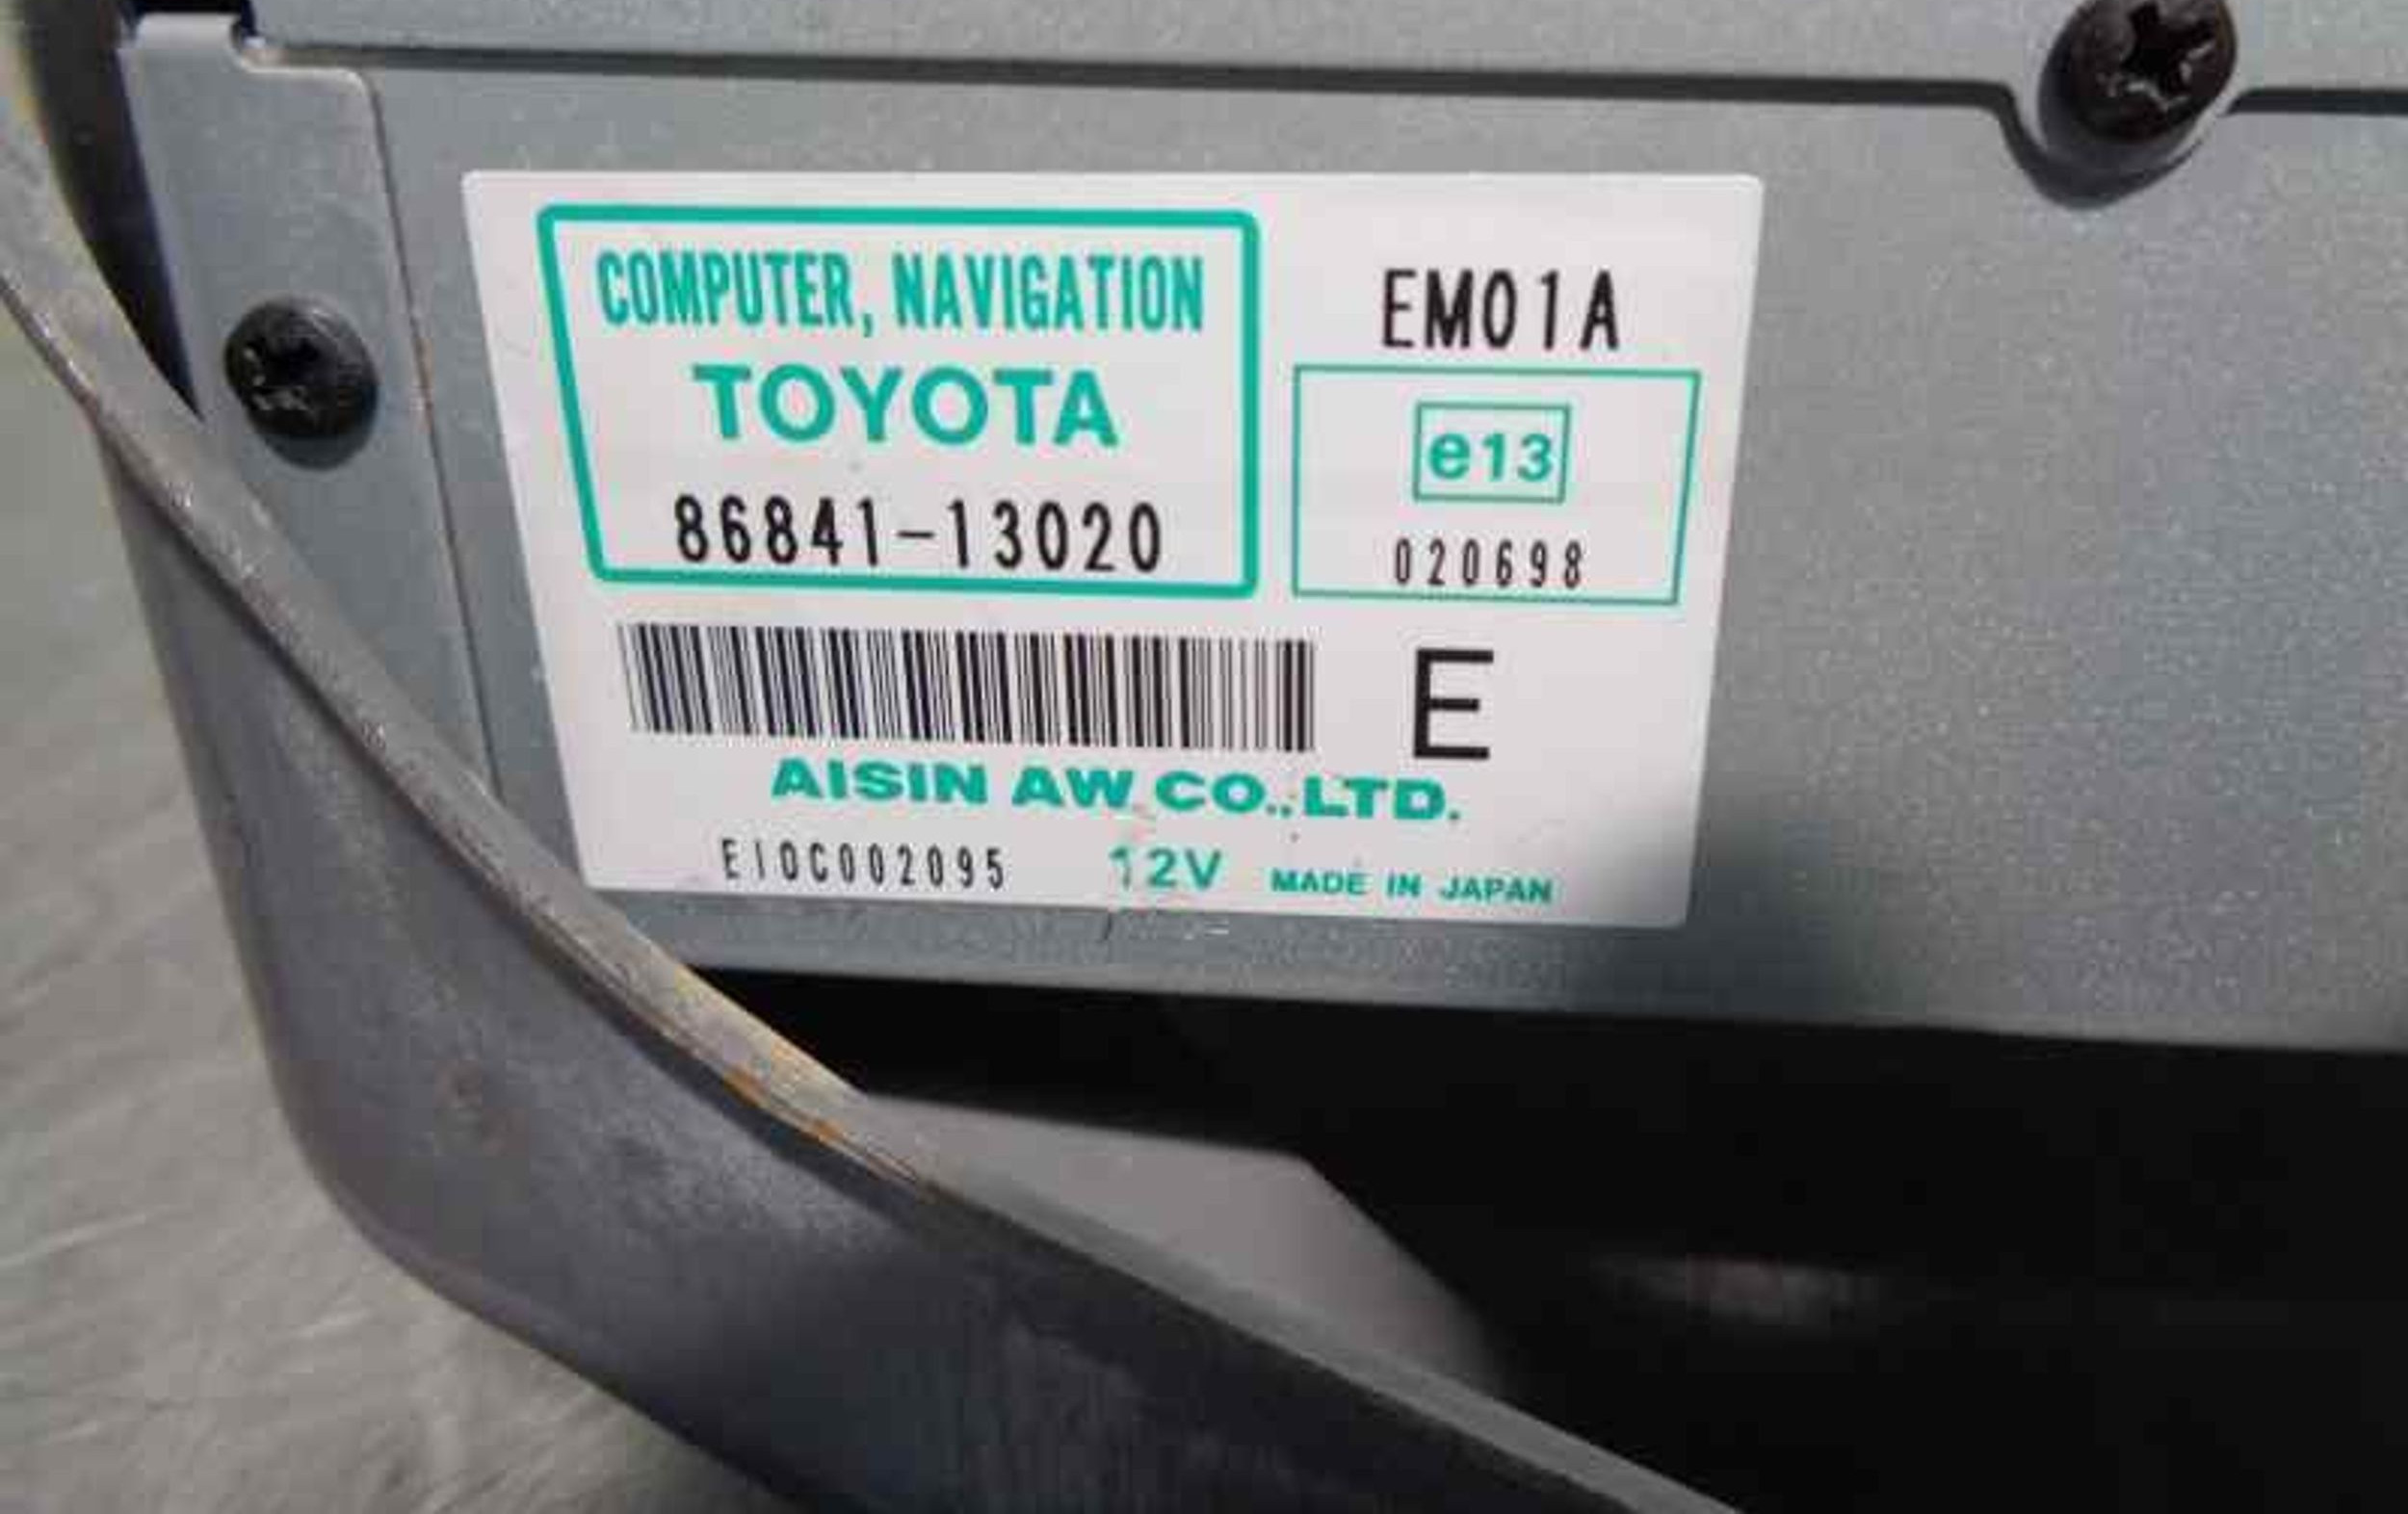 COMPUTER, NAVIGATION
TOYOTA
86841-13020
EM01A
e13
020698
E
AISIN AW CO.,LTD.
E10C002095 12V MADE IN JAPAN